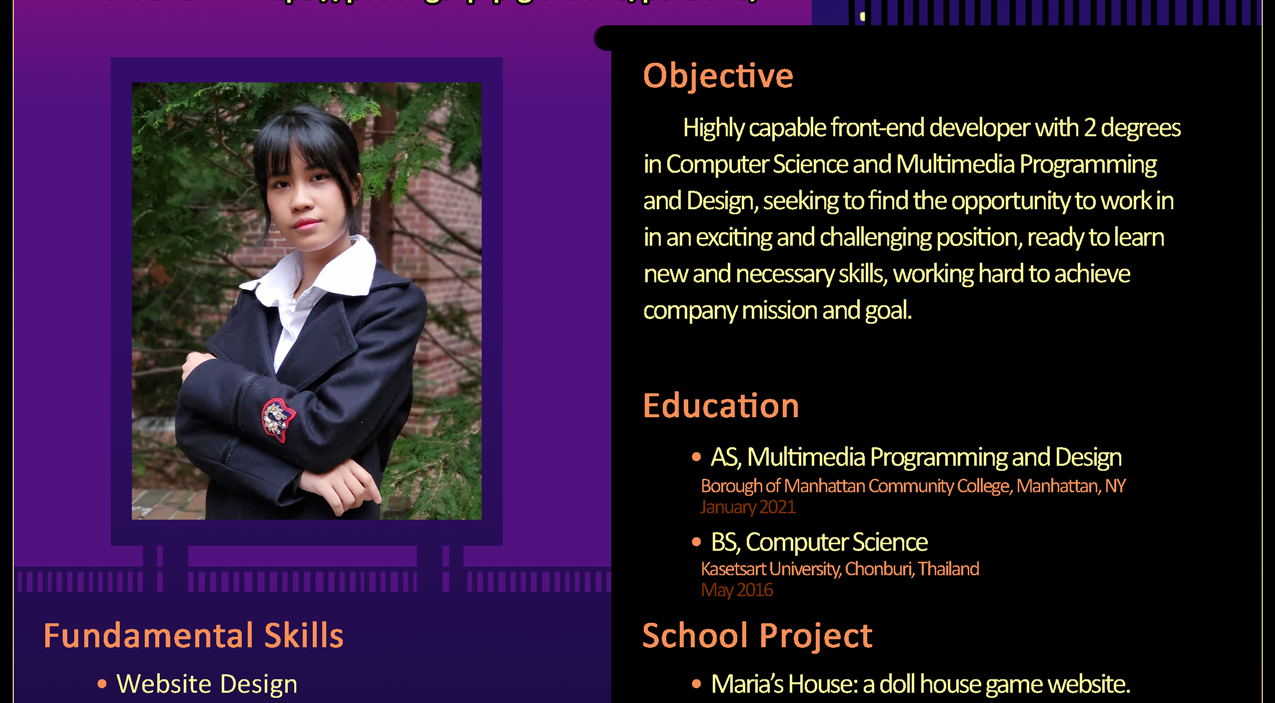 Objective
Highly capable front-end developer with 2 degrees
in Computer Science and Multimedia Programming
and Design, seeking to find the opportunity to work in
in an exciting and challenging position, ready to learn
new and necessary skills, working hard to achieve
company mission and goal.
Education
• AS, Multimedia Programming and Design
Borough of Manhattan Community College, Manhattan, NY
January 2021
• BS, Computer Science
Kasetsart University, Chonburi, Thailand
May 2016
Fundamental Skills
• Website Design
School Project
• Maria's House: a doll house game website.